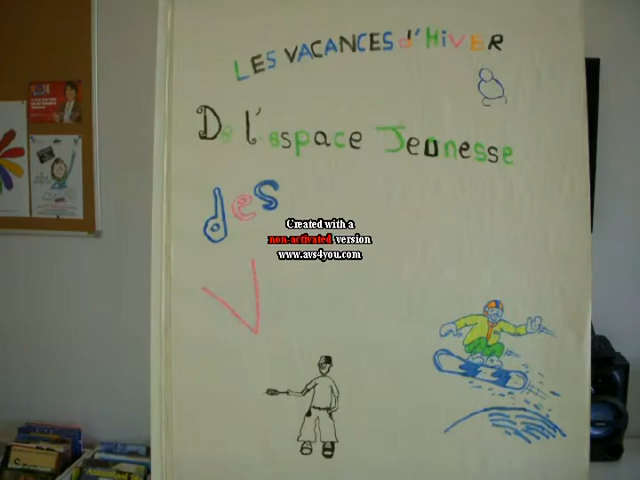 LES VACANCES d'HiVER
De l'espace Jeunesse
des
V
Created with a
non-activated version
www.avs4you.com